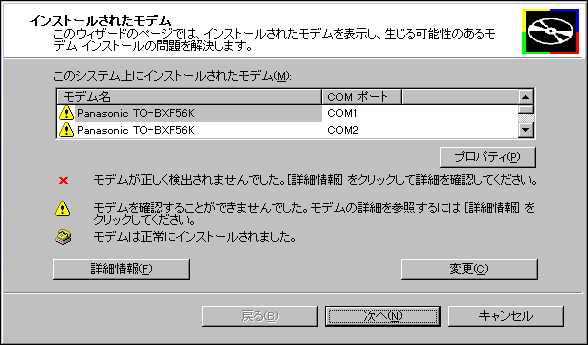 インストールされたモデム
このウィザードのページでは、インストールされたモデムを表示し、生じる可能性のあるモ
デム インストールの問題を解決します。
このシステム上にインストールされたモデム(M):
モデム名 COM ポート
Panasonic TO-BXF56K COM1
Panasonic TO-BXF56K COM2
プロパティ(P)
モデムが正しく検出されませんでした。[詳細情報] をクリックして詳細を確認してください。
モデムを確認することができませんでした。モデムの詳細を参照するには [詳細情報] を
クリックしてください。
モデムは正常にインストールされました。
詳細情報(F) 変更(C)
戻る(B) 次へ(N) キャンセル